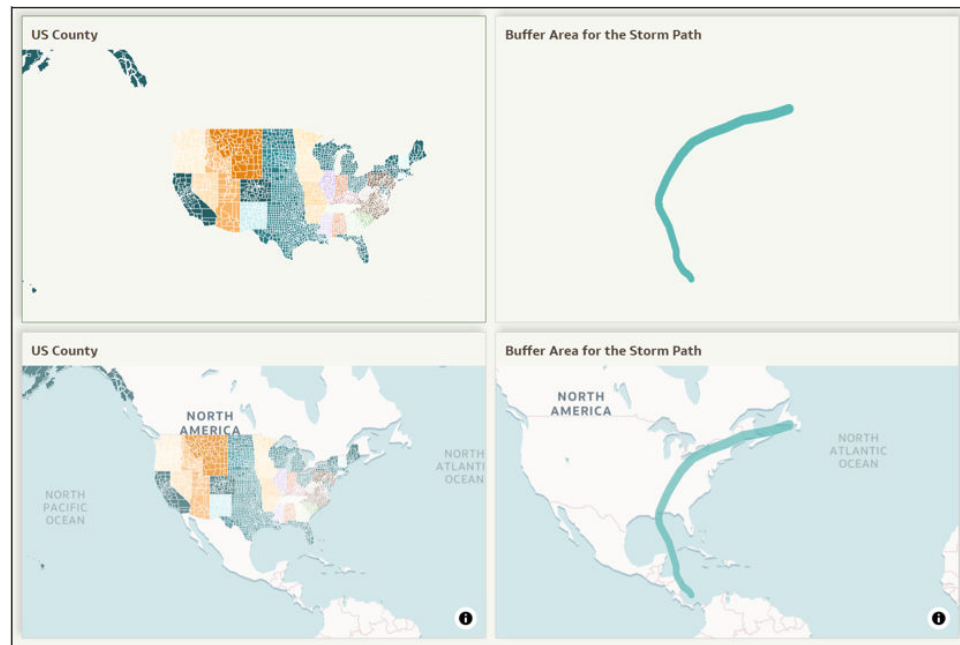 US County
Buffer Area for the Storm Path
US County
NORTH
AMERICA
NORTH
PACIFIC
OCEAN
NORTH
ATLANTI
OCEAN
i
Buffer Area for the Storm Path
NORTH
AMERICA
NORTH
ATLANTIC
OCEAN
i